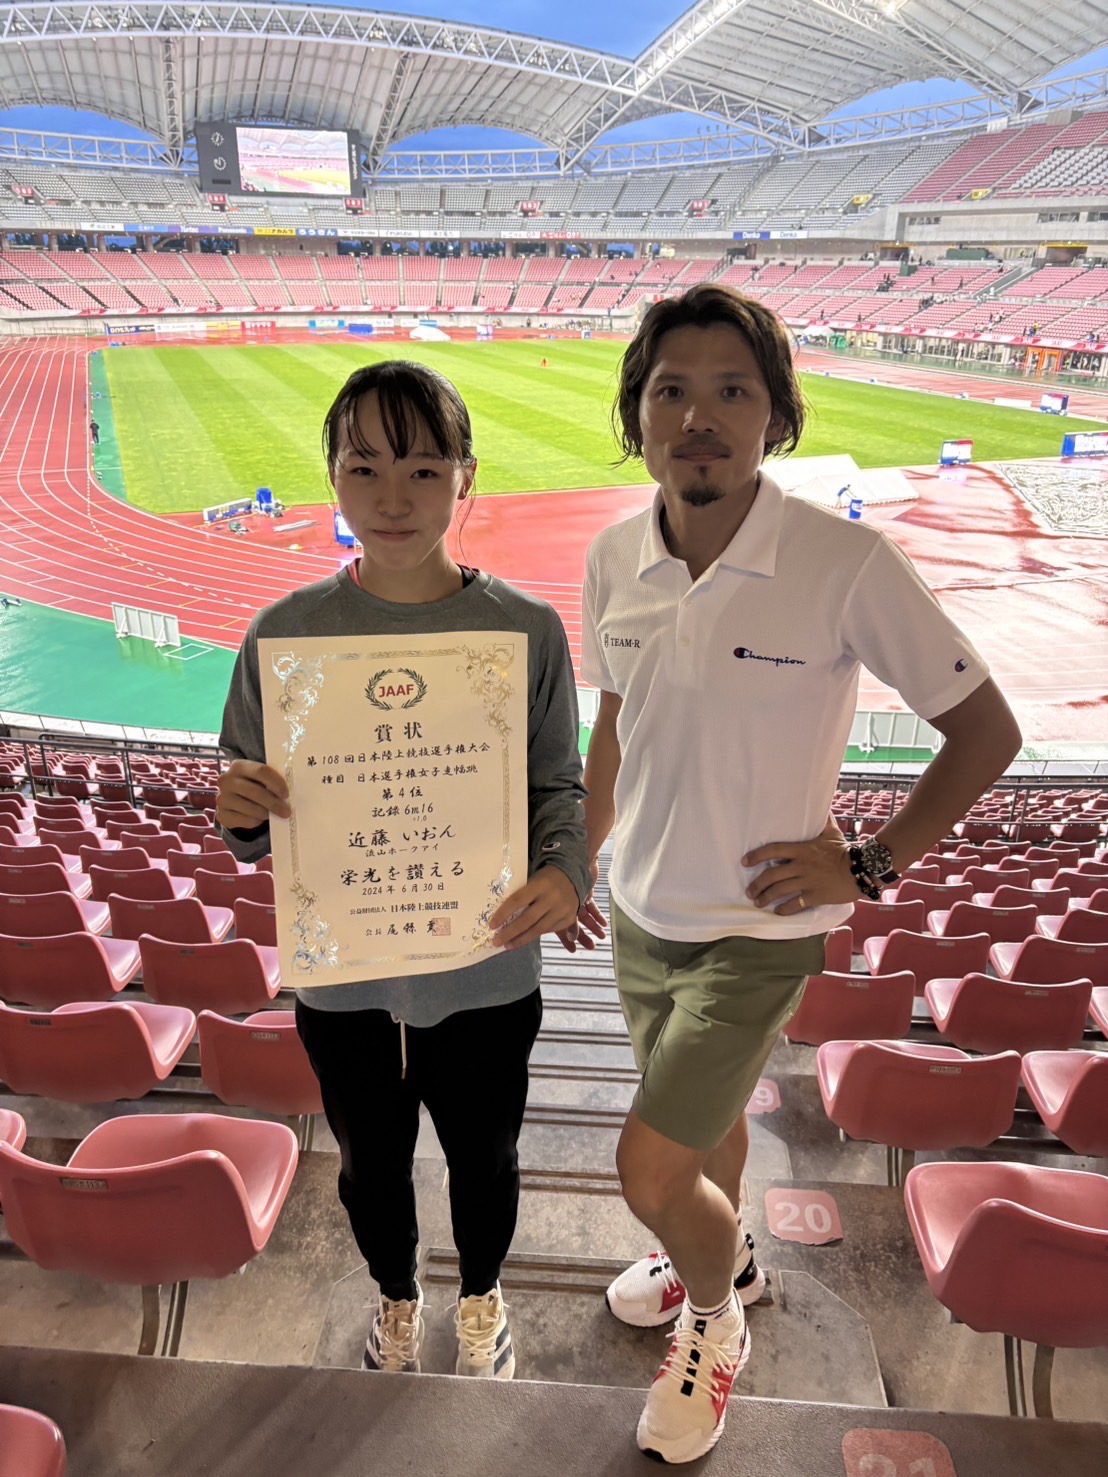 Denka
Denka
JAAF
賞状
第108回日本陸上競技選手権大会
種目 日本選手権女子走幅跳
第4位
記録 6m16
+1.0
近藤 いおん
流山ホークアイ
栄光を讃える
2024年6月30日
公益財団法人 日本陸上競技連盟
会長 尾縣 貢
TEAM-R
Champion
20
21